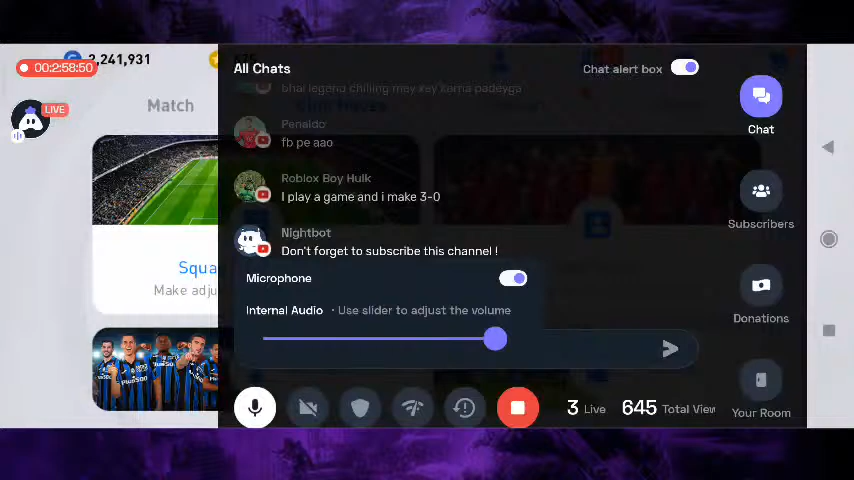 2,241,931
00:2:58:50
All Chats
Chat alert box
bhai legend chilling mey key karna padeyga
LIVE
Match
Penaldo
fb pe aao
Chat
Roblox Boy Hulk
I play a game and i make 3-0
Subscribers
Nightbot
Don't forget to subscribe this channel !
Squa
Make adju
Microphone
Internal Audio • Use slider to adjust the volume
Donations
3 Live
645 Total View
Your Room